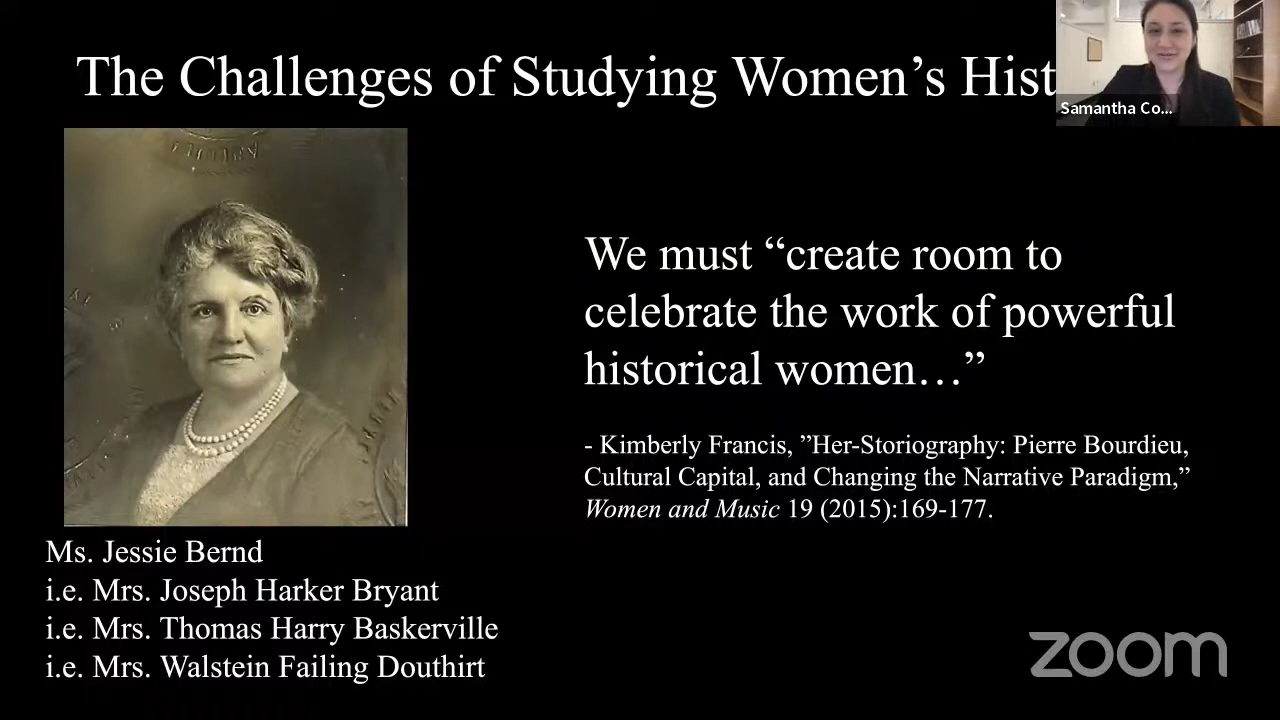 The Challenges of Studying Women’s Hist
Samantha Co...
We must “create room to
celebrate the work of powerful
historical women…”
- Kimberly Francis, ”Her-Storiography: Pierre Bourdieu,
Cultural Capital, and Changing the Narrative Paradigm,”
Women and Music 19 (2015):169-177.
Ms. Jessie Bernd
i.e. Mrs. Joseph Harker Bryant
i.e. Mrs. Thomas Harry Baskerville
i.e. Mrs. Walstein Failing Douthirt
zoom